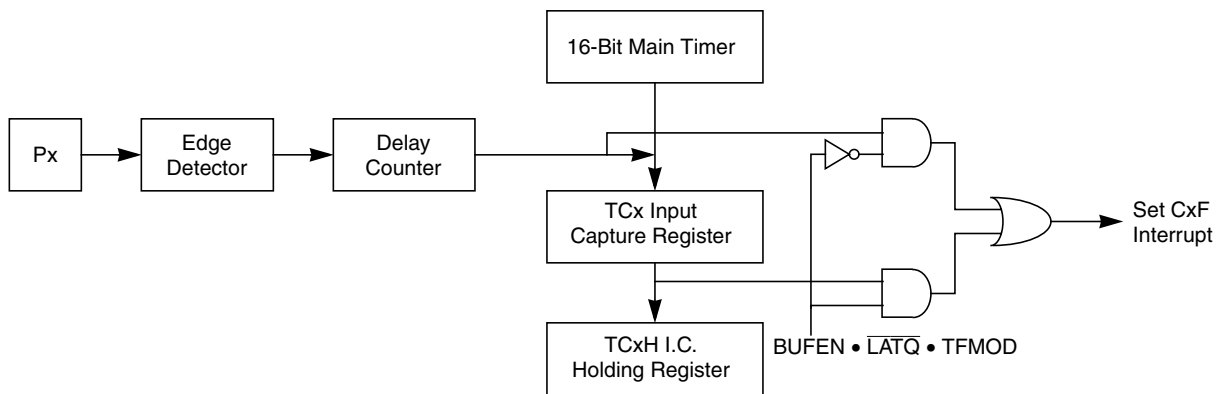 16-Bit Main Timer
Px
Edge
Detector
Delay
Counter
TCx Input
Capture Register
Set CxF
Interrupt
TCxH I.C.
Holding Register
BUFEN • L̅A̅T̅Q̅ • TFMOD